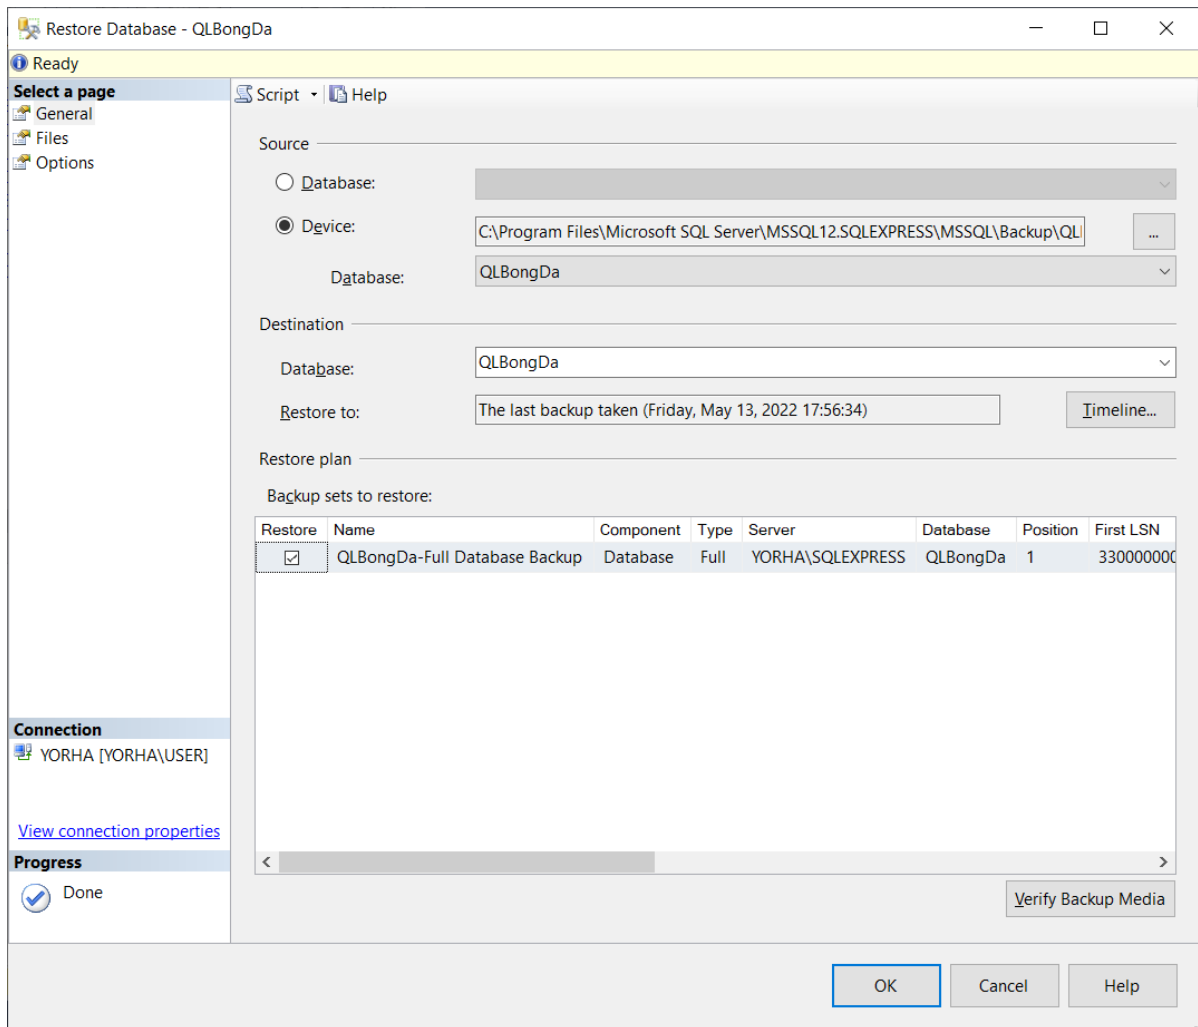 Restore Database - QLBongDa
Ready
Select a page
General
Files
Options
Script
Help
Source
Database:
Device:
C:\Program Files\Microsoft SQL Server\MSSQL12.SQLEXPRESS\MSSQL\Backup\QL
...
Database:
QLBongDa
Destination
Database:
QLBongDa
Restore to:
The last backup taken (Friday, May 13, 2022 17:56:34)
Timeline...
Restore plan
Backup sets to restore:
Restore Name Component Type Server Database Position First LSN
QLBongDa-Full Database Backup Database Full YORHA\SQLEXPRESS QLBongDa 1 330000000
Connection
YORHA [YORHA\USER]
View connection properties
Progress
Done
Verify Backup Media
OK Cancel Help